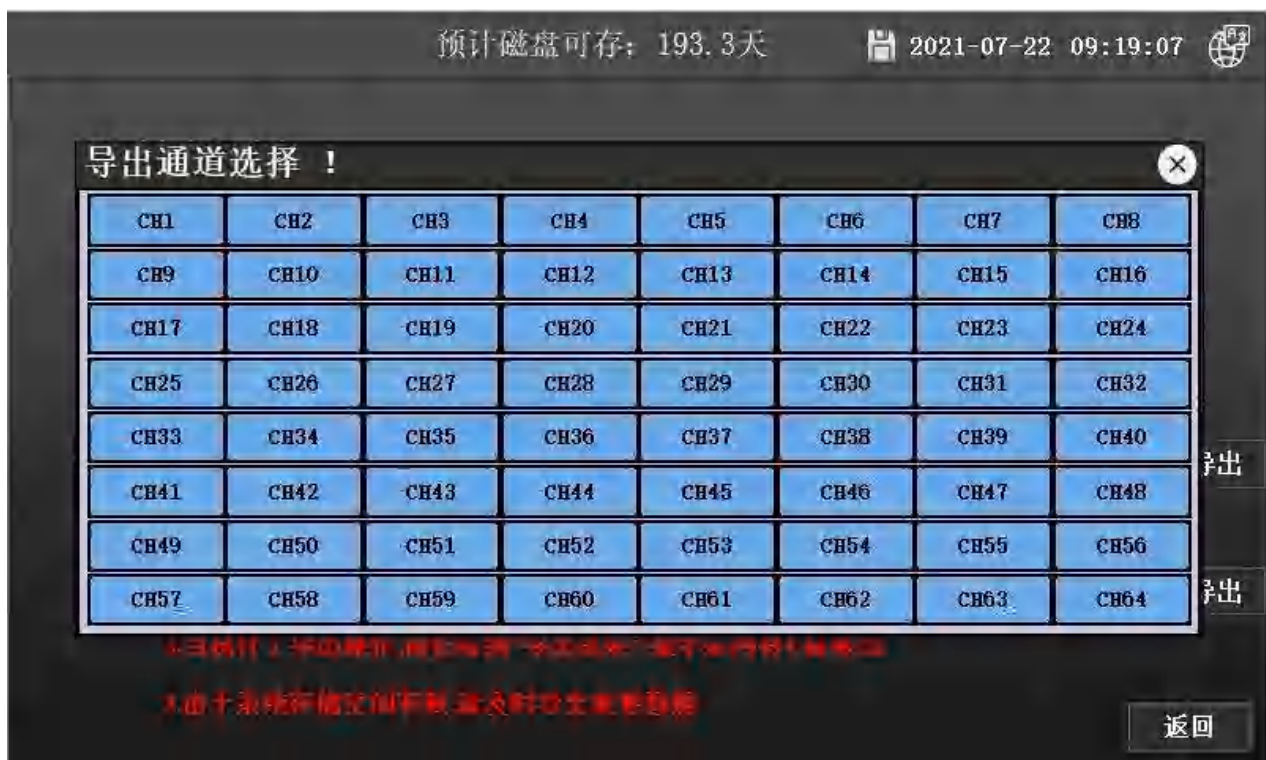 预计磁盘可存: 193.3天 2021-07-22 09:19:07
导出通道选择 !
CH1 CH2 CH3 CH4 CH5 CH6 CH7 CH8
CH9 CH10 CH11 CH12 CH13 CH14 CH15 CH16
CH17 CH18 CH19 CH20 CH21 CH22 CH23 CH24
CH25 CH26 CH27 CH28 CH29 CH30 CH31 CH32
CH33 CH34 CH35 CH36 CH37 CH38 CH39 CH40
出
CH41 CH42 CH43 CH44 CH45 CH46 CH47 CH48
CH49 CH50 CH51 CH52 CH53 CH54 CH55 CH56
CH57 CH58 CH59 CH60 CH61 CH62 CH63 CH64
出
返回